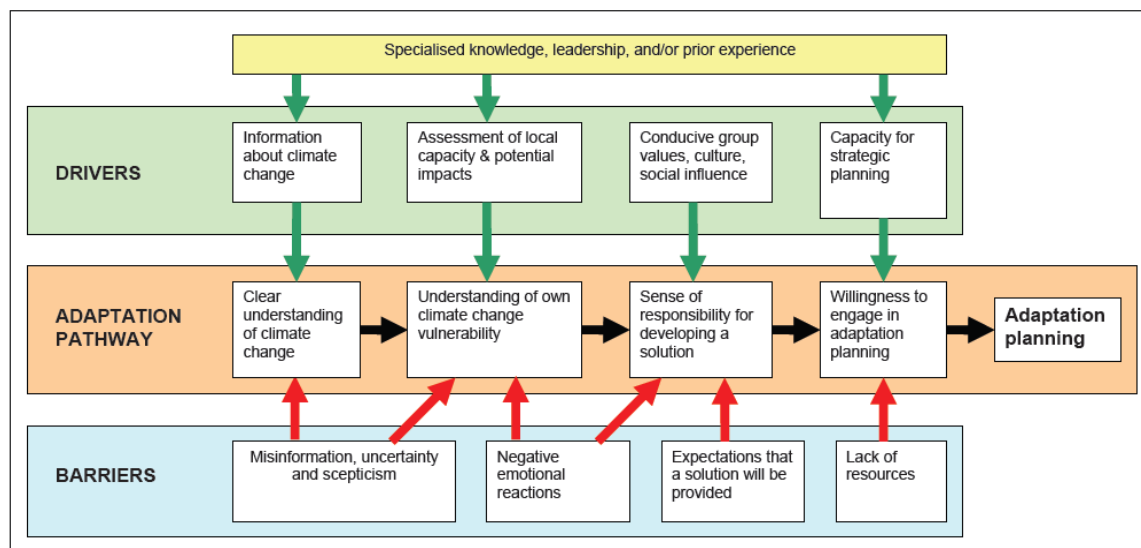 Specialised knowledge, leadership, and/or prior experience
DRIVERS
Information
about climate
change
Assessment of local
capacity & potential
impacts
Conducive group
values, culture,
social influence
Capacity for
strategic
planning
ADAPTATION
PATHWAY
Clear
understanding
of climate
change
Understanding of own
climate change
vulnerability
Sense of
responsibility for
developing a
solution
Willingness to
engage in
adaptation
planning
Adaptation
planning
BARRIERS
Misinformation, uncertainty
and scepticism
Negative
emotional
reactions
Expectations that
a solution will be
provided
Lack of
resources